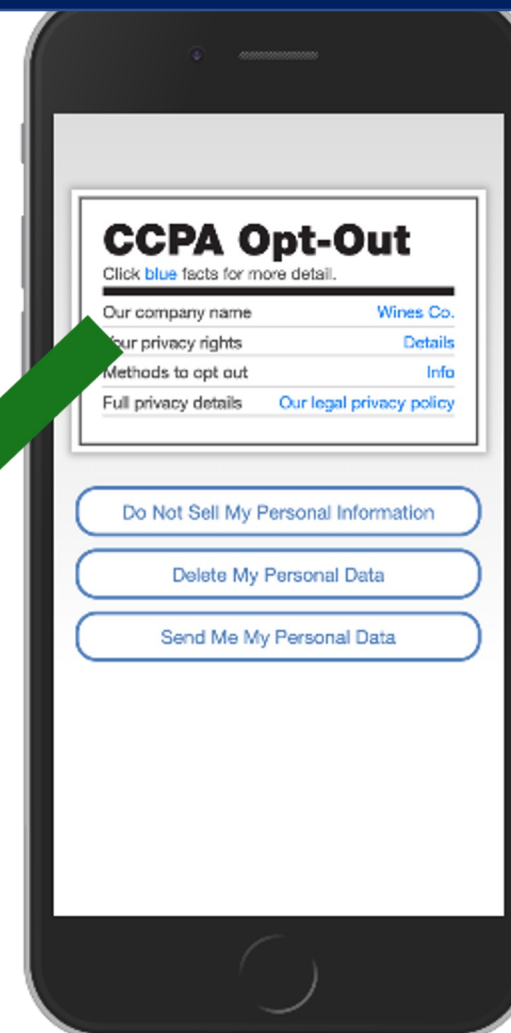 CCPA Opt-Out
Click blue facts for more detail.
Our company name Wines Co.
our privacy rights Details
Methods to opt out Info
Full privacy details Our legal privacy policy
Do Not Sell My Personal Information
Delete My Personal Data
Send Me My Personal Data